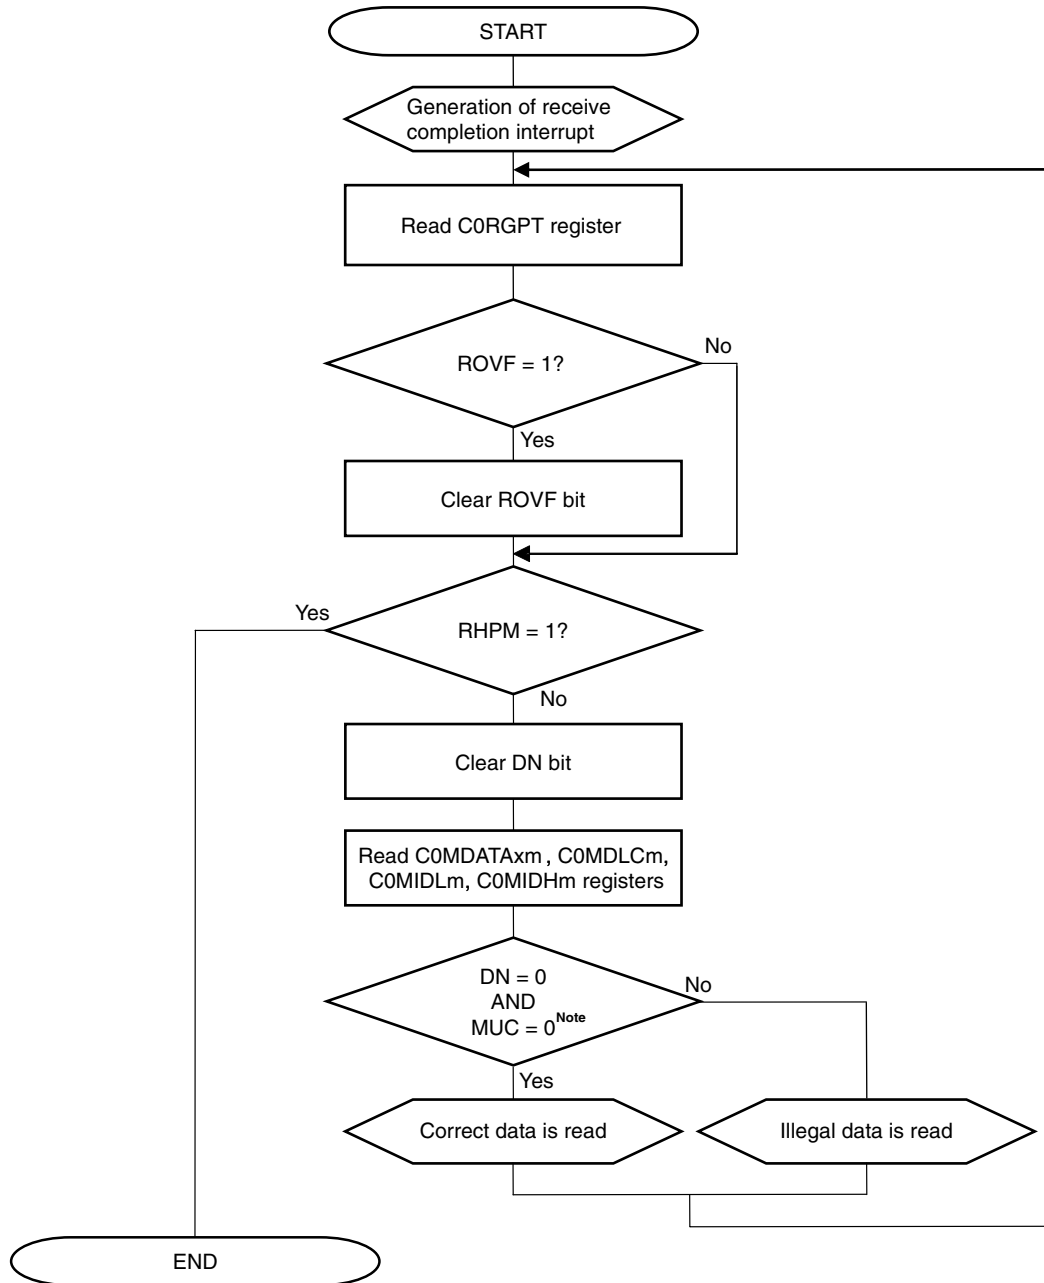 START
Generation of receive
completion interrupt
Read C0RGPT register
ROVF = 1?
No
Yes
Clear ROVF bit
Yes
RHPM = 1?
No
Clear DN bit
Read C0MDATAxm , C0MDLCm,
C0MIDLm, C0MIDHm registers
DN = 0
AND
MUC = 0Note
No
Yes
Correct data is read
Illegal data is read
END